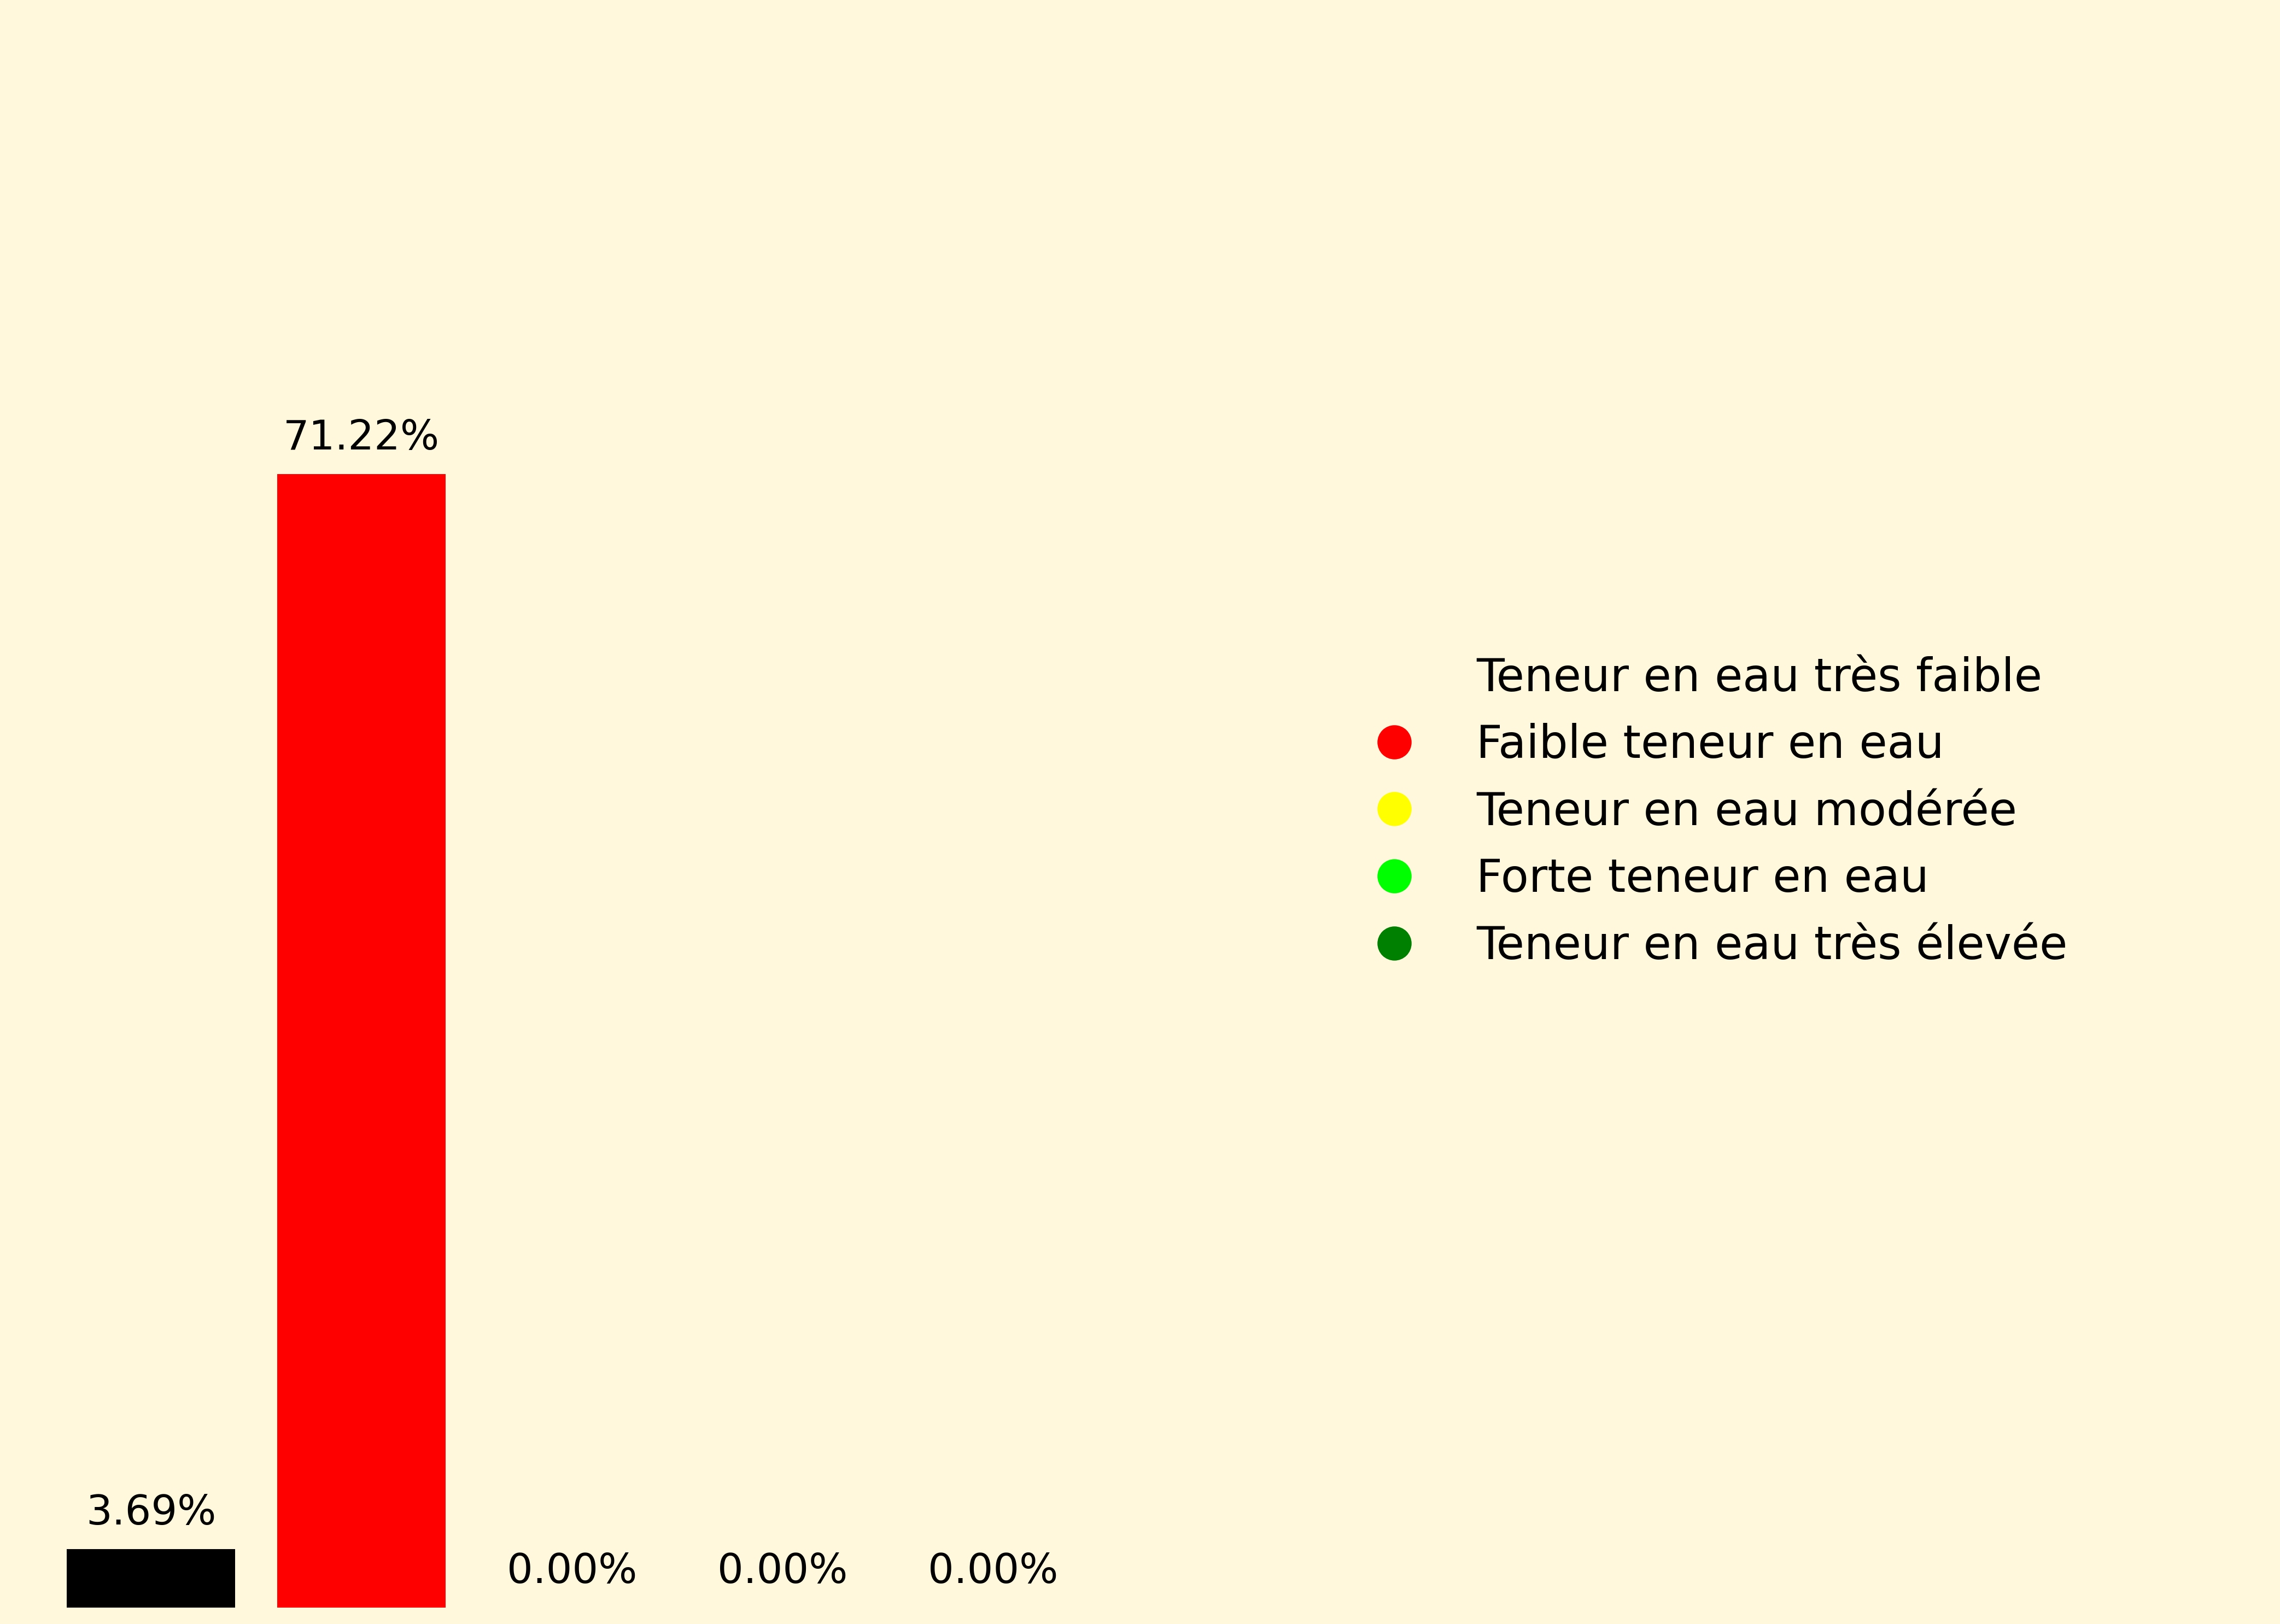 71.22%
3.69%
0.00%
0.00%
0.00%
Teneur en eau très faible
Faible teneur en eau
Teneur en eau modérée
Forte teneur en eau
Teneur en eau très élevée